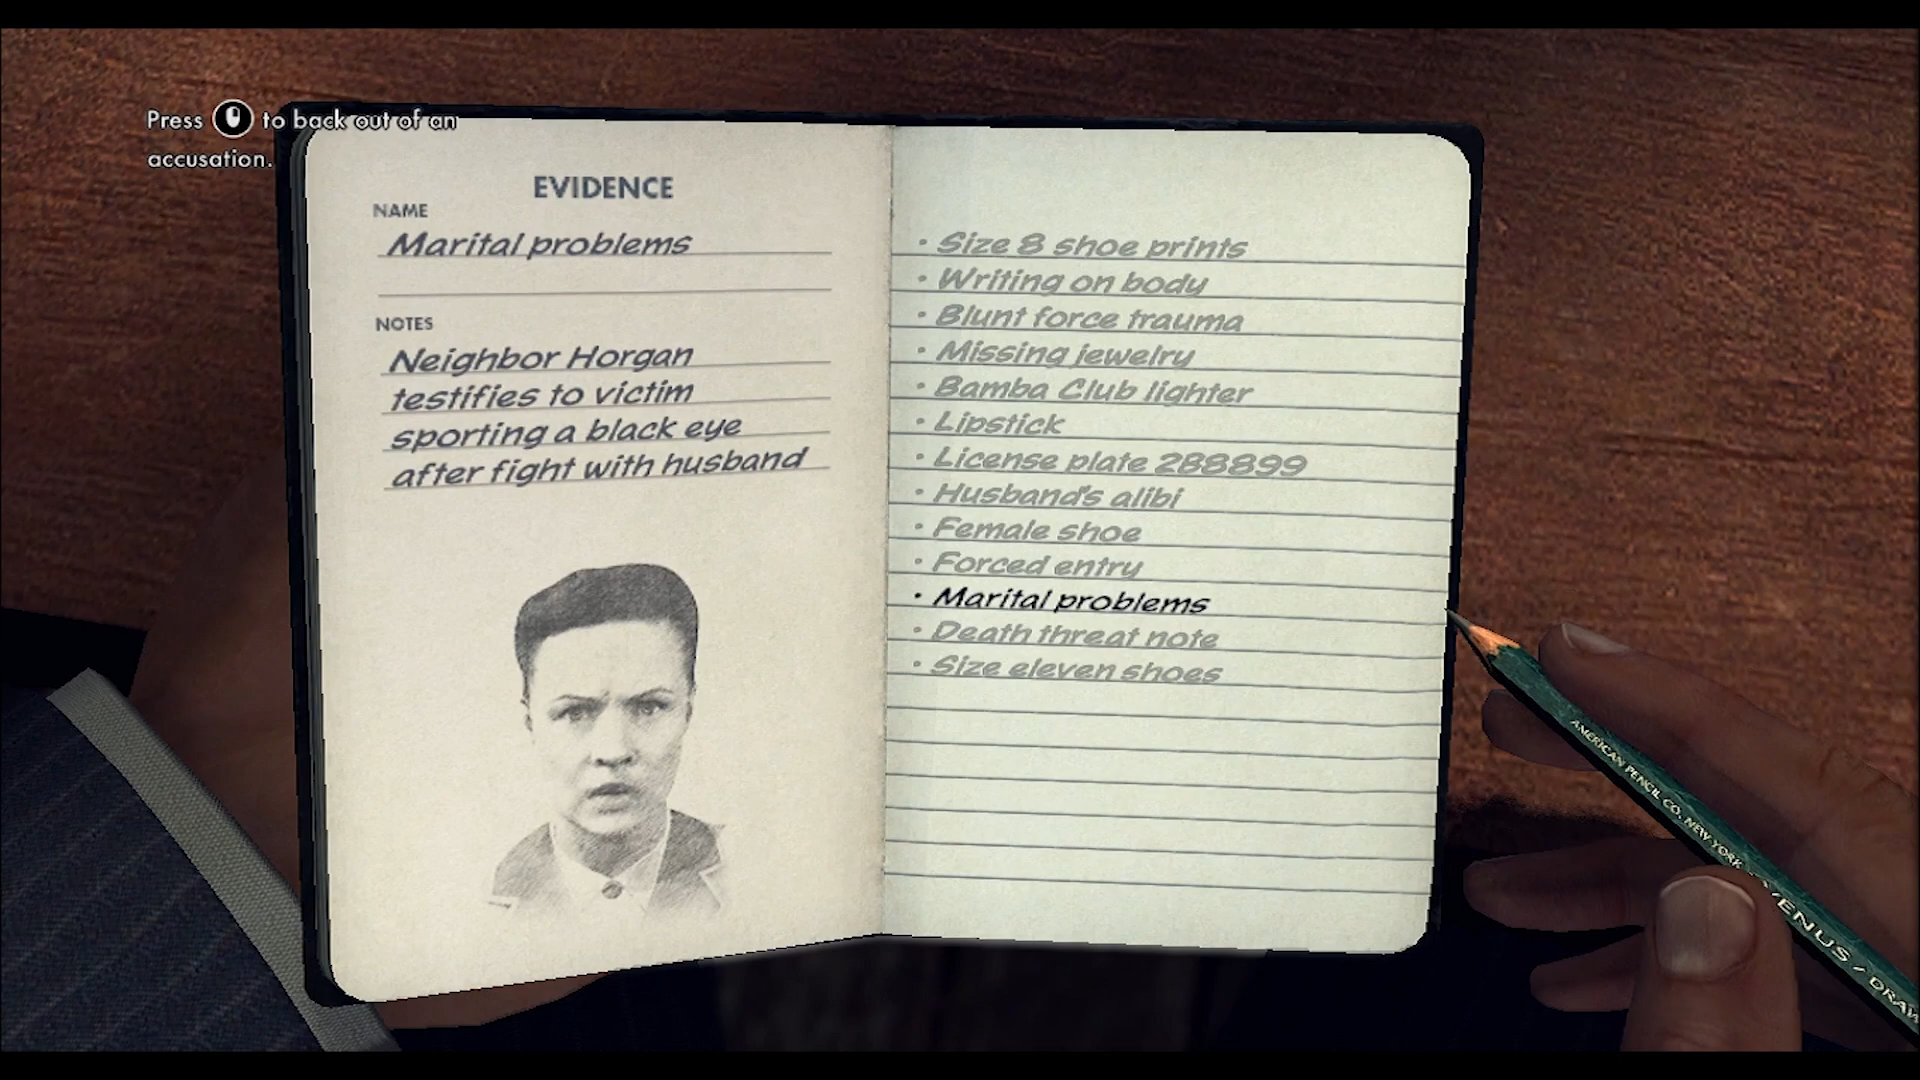 Press to back out of an
accusation.
EVIDENCE
NAME
Marital problems
NOTES
Neighbor Horgan
testifies to victim
sporting a black eye
after fight with husband
• Size 8 shoe prints
• Writing on body
• Blunt force trauma
• Missing jewelry
• Bamba Club lighter
• Lipstick
• License plate 288899
• Husband's alibi
• Female shoe
• Forced entry
• Marital problems
• Death threat note
• Size eleven shoes
AMERICAN PENCIL CO. NEW YORK VENUS / DRAW